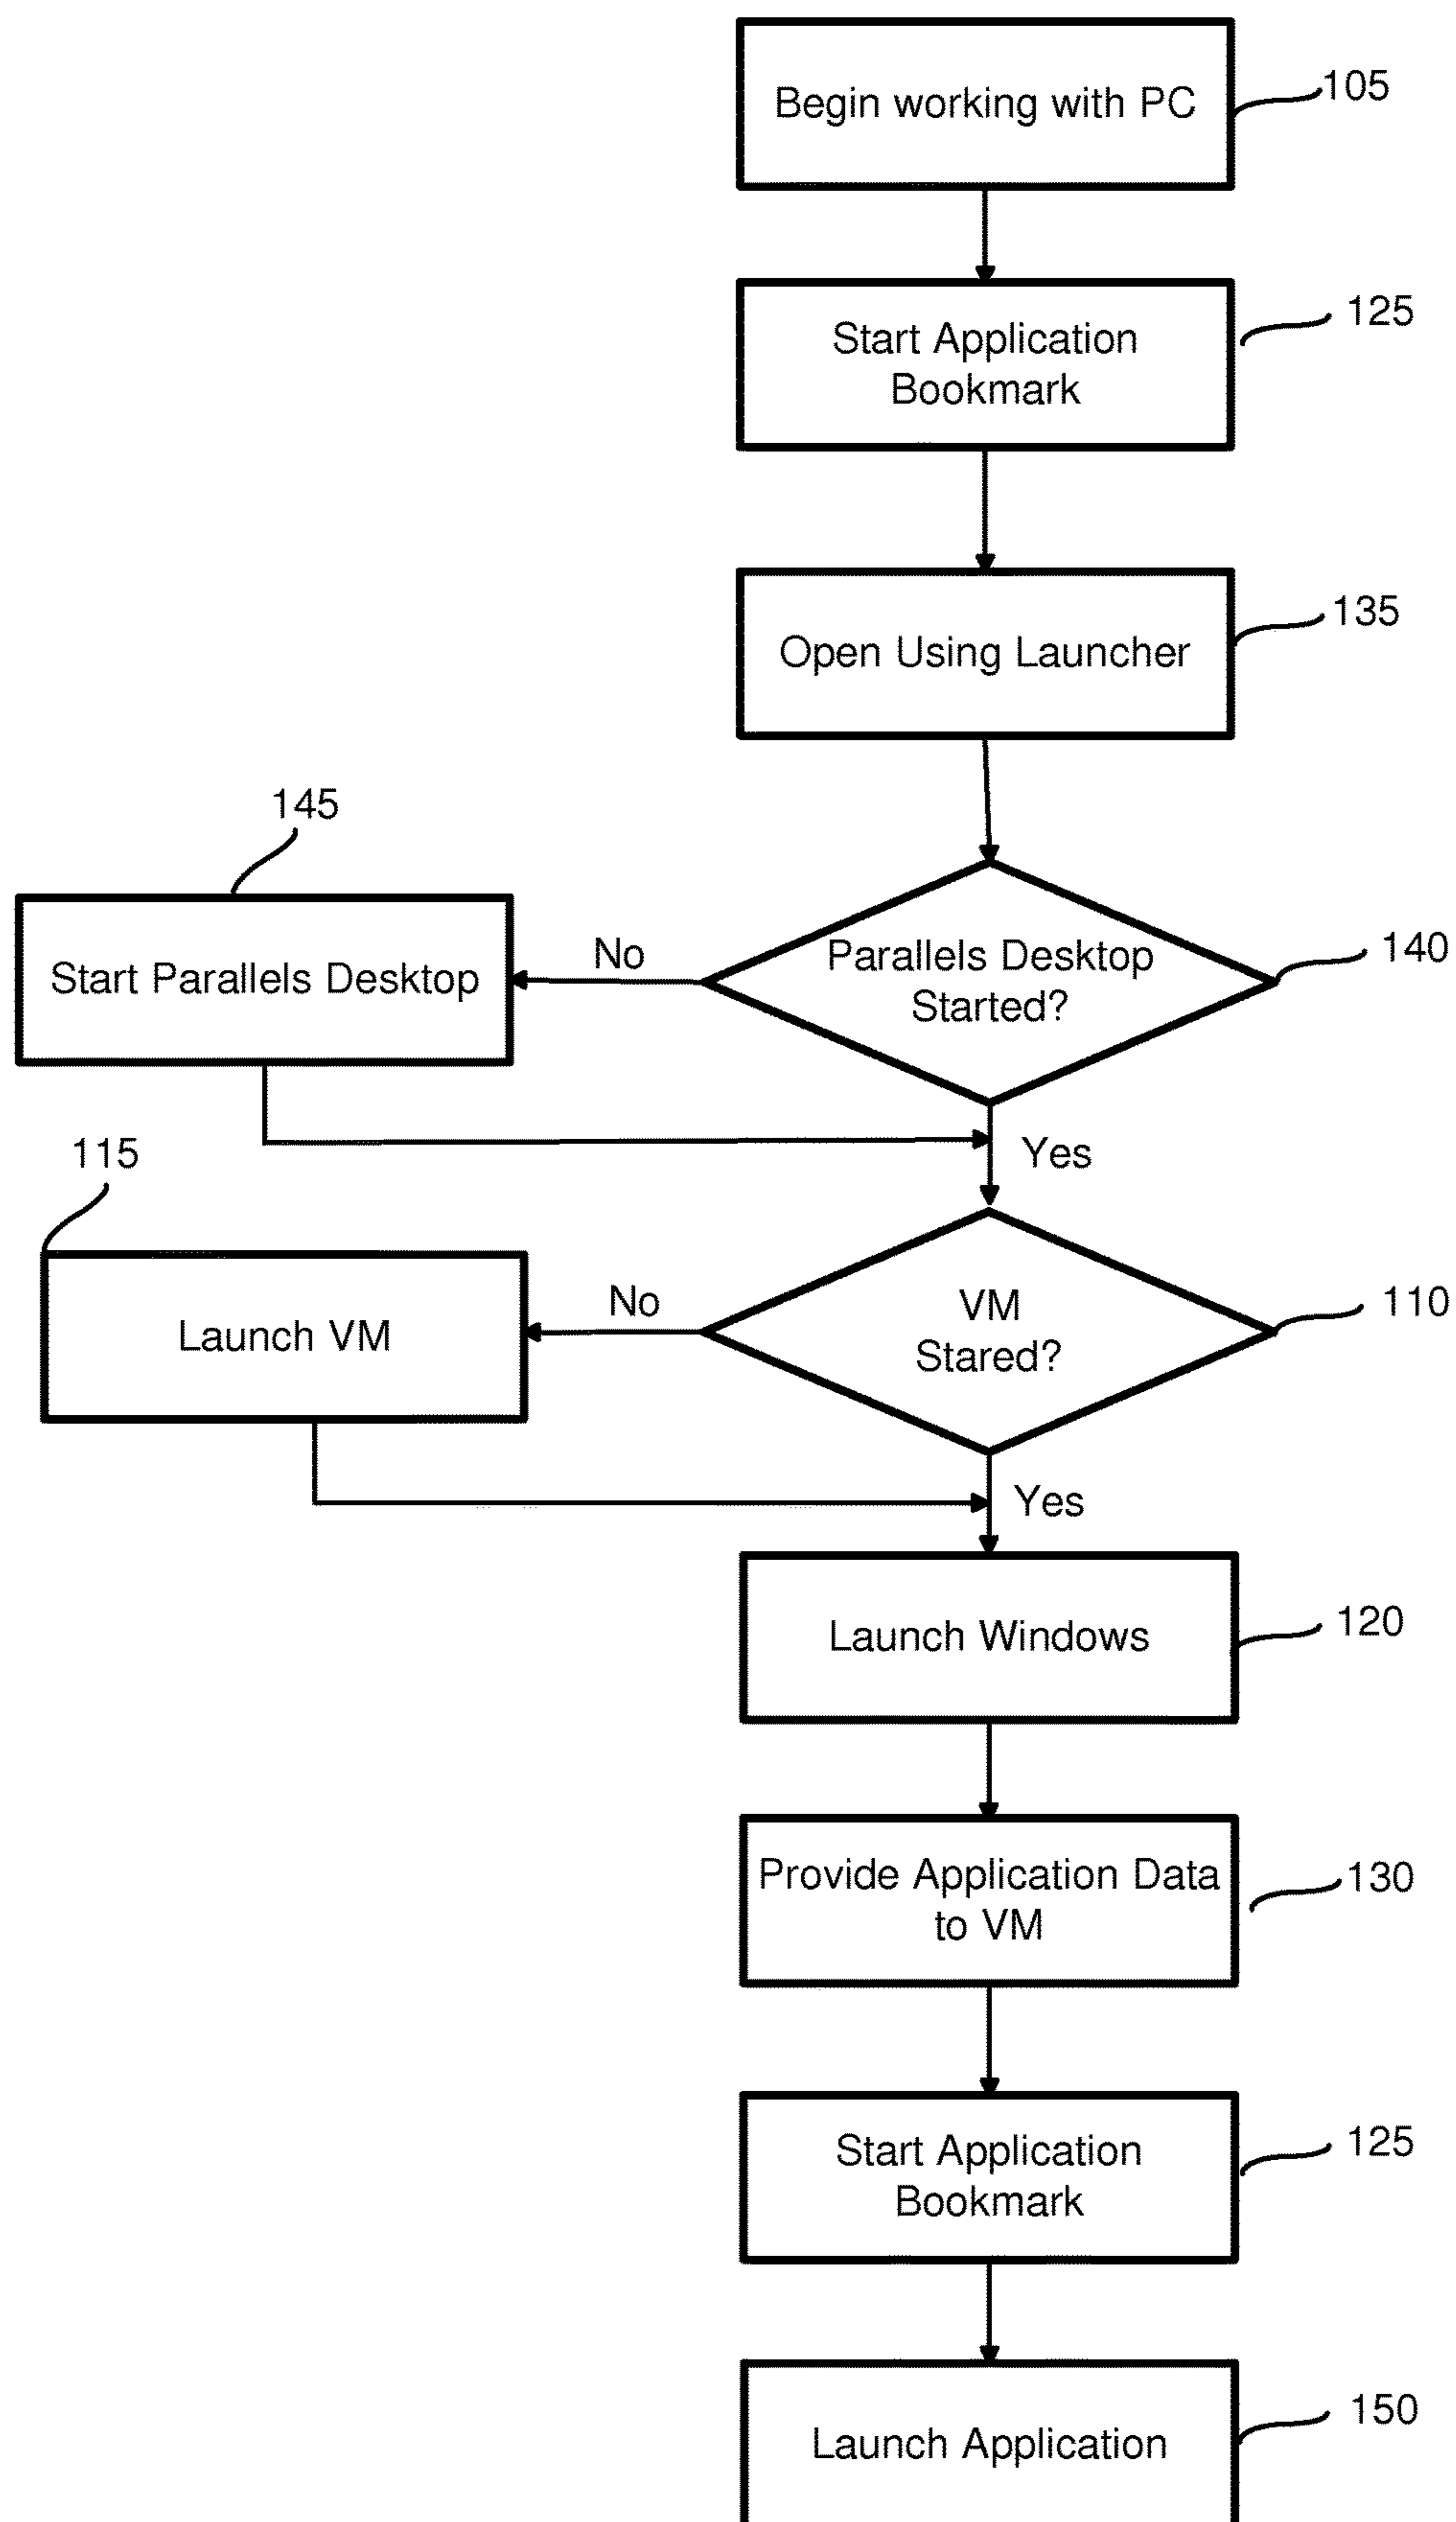 Begin working with PC
105
Start Application
Bookmark
125
Open Using Launcher
135
145
Start Parallels Desktop
No
Parallels Desktop
Started?
140
Yes
115
Launch VM
No
VM
Stared?
110
Yes
Launch Windows
120
Provide Application Data
to VM
130
Start Application
Bookmark
125
Launch Application
150